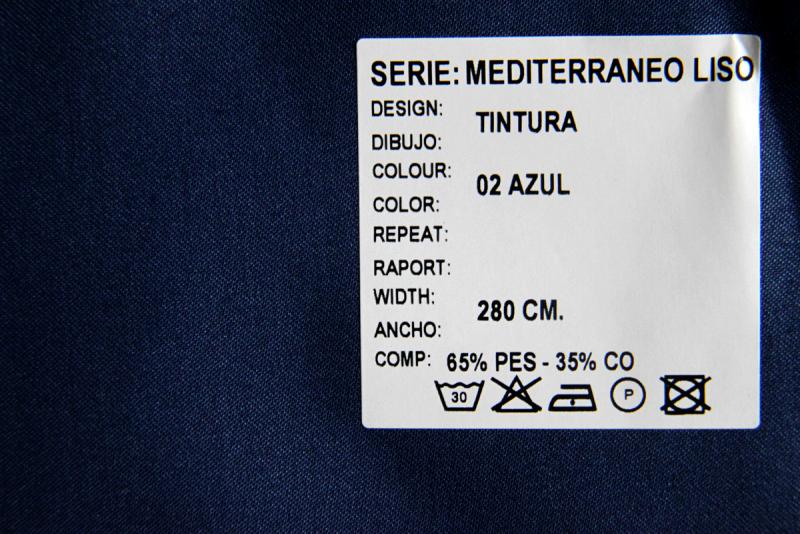 SERIE: MEDITERRANEO LISO
DESIGN:
TINTURA
DIBUJO:
COLOUR:
02 AZUL
COLOR:
REPEAT:
RAPORT:
WIDTH:
280 CM.
ANCHO:
COMP: 65% PES - 35% CO
30 P